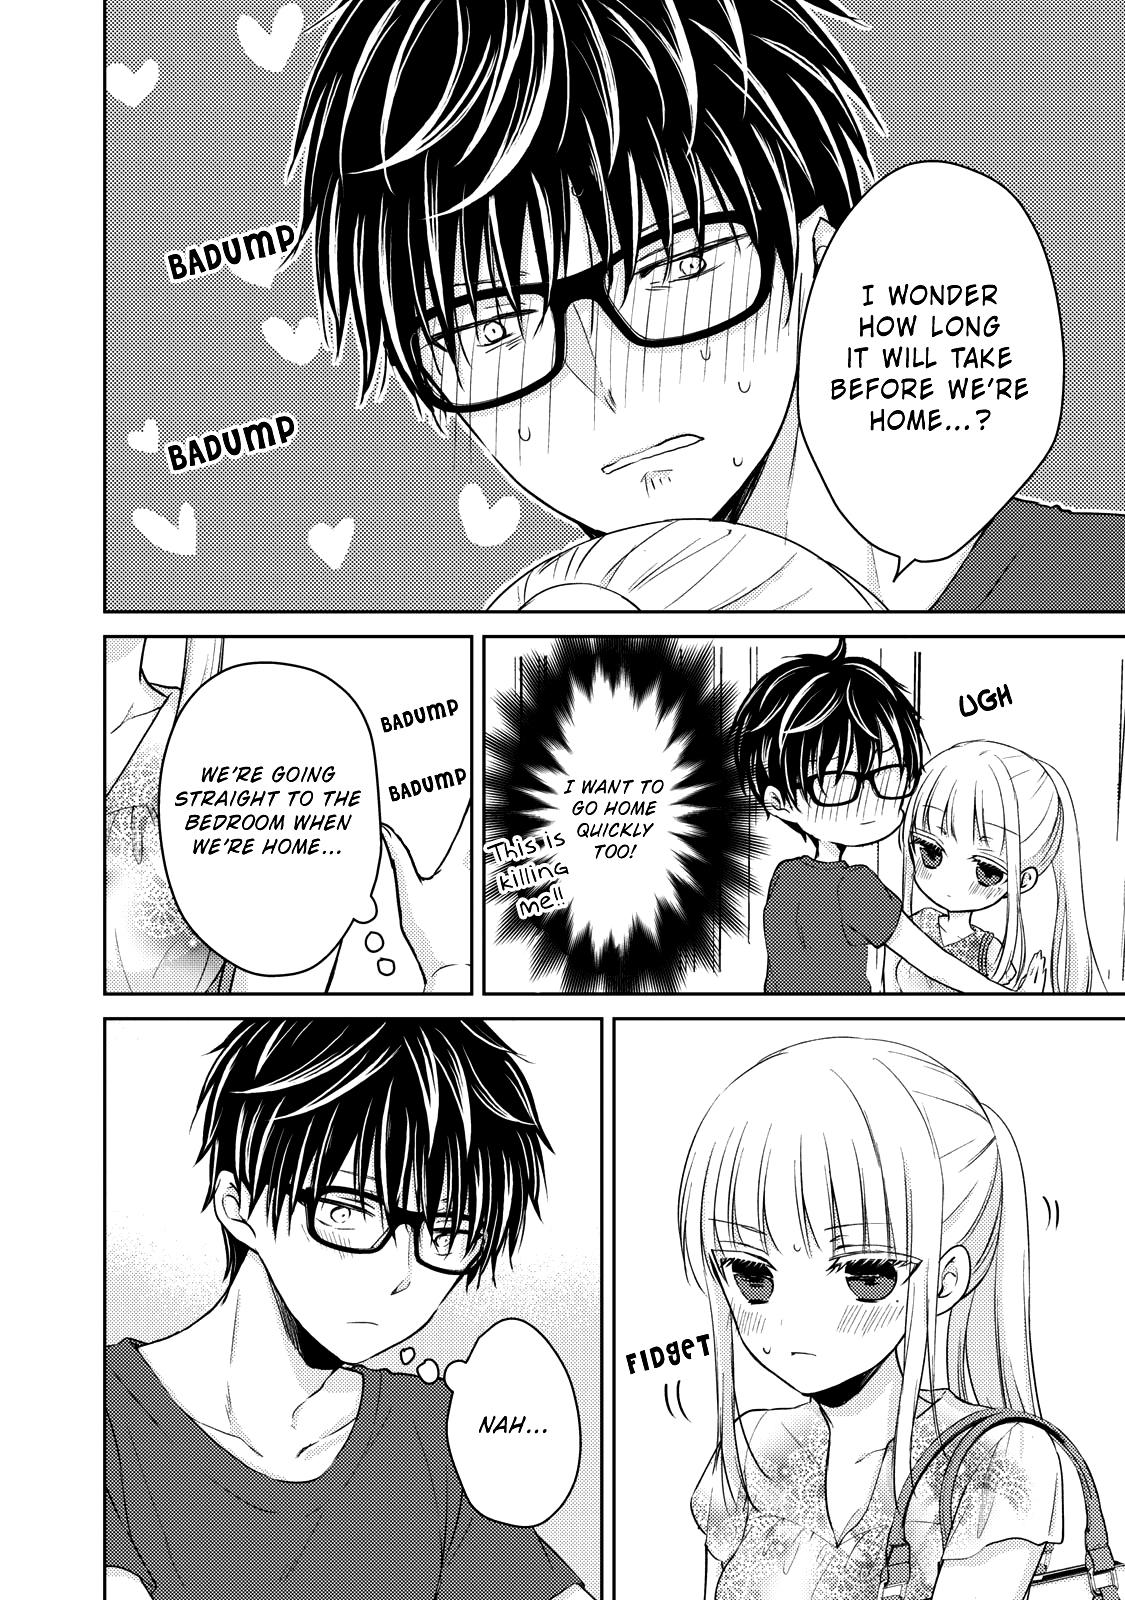 I WONDER
HOW LONG
IT WILL TAKE
BEFORE WE'RE
HOME...?
BADUMP
BADUMP
UGH
I WANT TO
GO HOME
QUICKLY
TOO!
This is
killing
me!!
BADUMP
BADUMP
WE'RE GOING
STRAIGHT TO THE
BEDROOM WHEN
WE'RE HOME...
FIDGET
NAH...